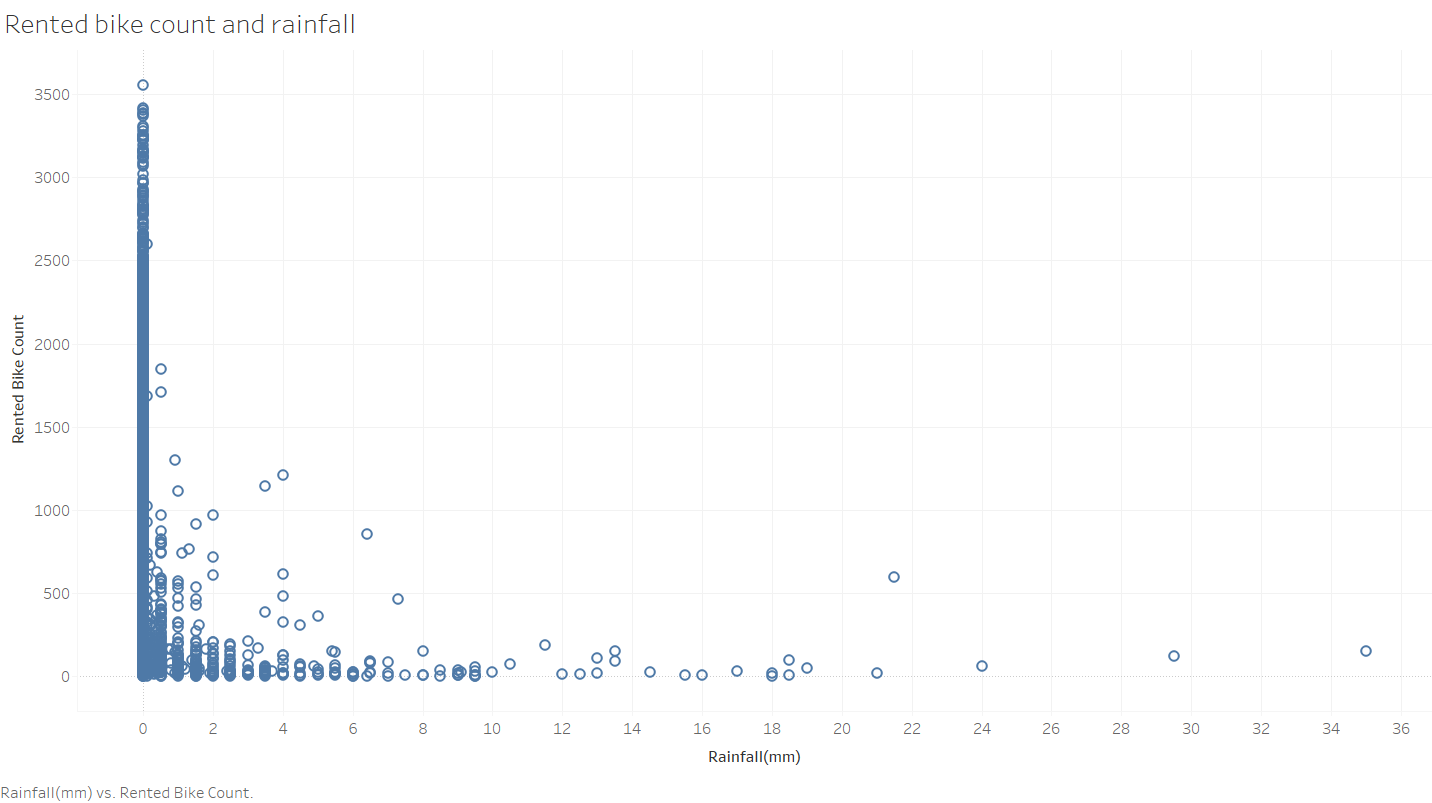 Rented bike count and rainfall
3500
3000
2500
2000
1500
1000
500
0
Rented Bike Count
0 2 4 6 8 10 12 14 16 18 20 22 24 26 28 30 32 34 36
Rainfall(mm)
Rainfall(mm) vs. Rented Bike Count.